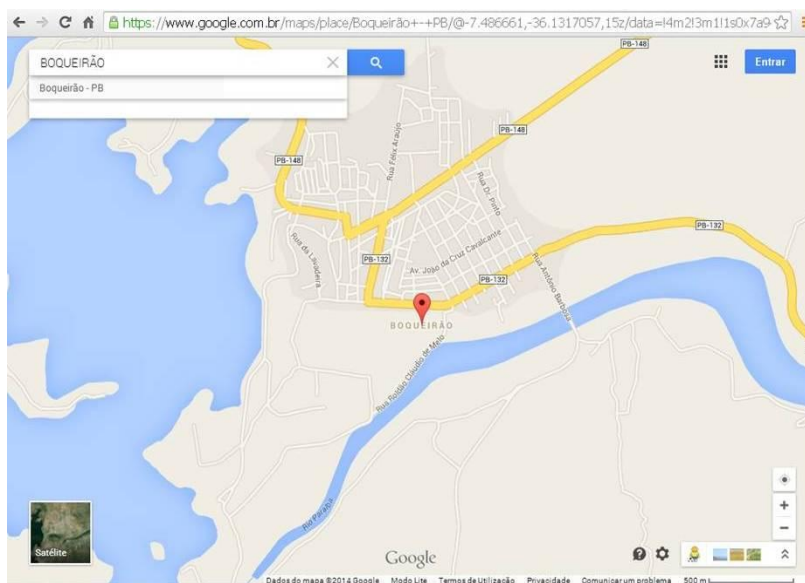 https://www.google.com.br/maps/place/Boqueirão+-+PB/@-7.486661,-36.1317057,15z/data=!4m2!3m1!1s0x7a9
BOQUEIRÃO
Entrar
Boqueirão - PB
PB-148
PB-148
PB-148
Rua Félix Araújo
Rua Dr. Pinto
Rua da Lavadeira
PB-132
PB-132
Av. João da Cruz Cavalcante
PB-132
Rua Antônio Barbosa
BOQUEIRÃO
Rua Roldão Cláudio de Melo
Rio Paraíba
Satélite
Google
Dados do mapa ©2014 Google Modo Lite Termos de Utilização Privacidade Comunicar um problema 500 m